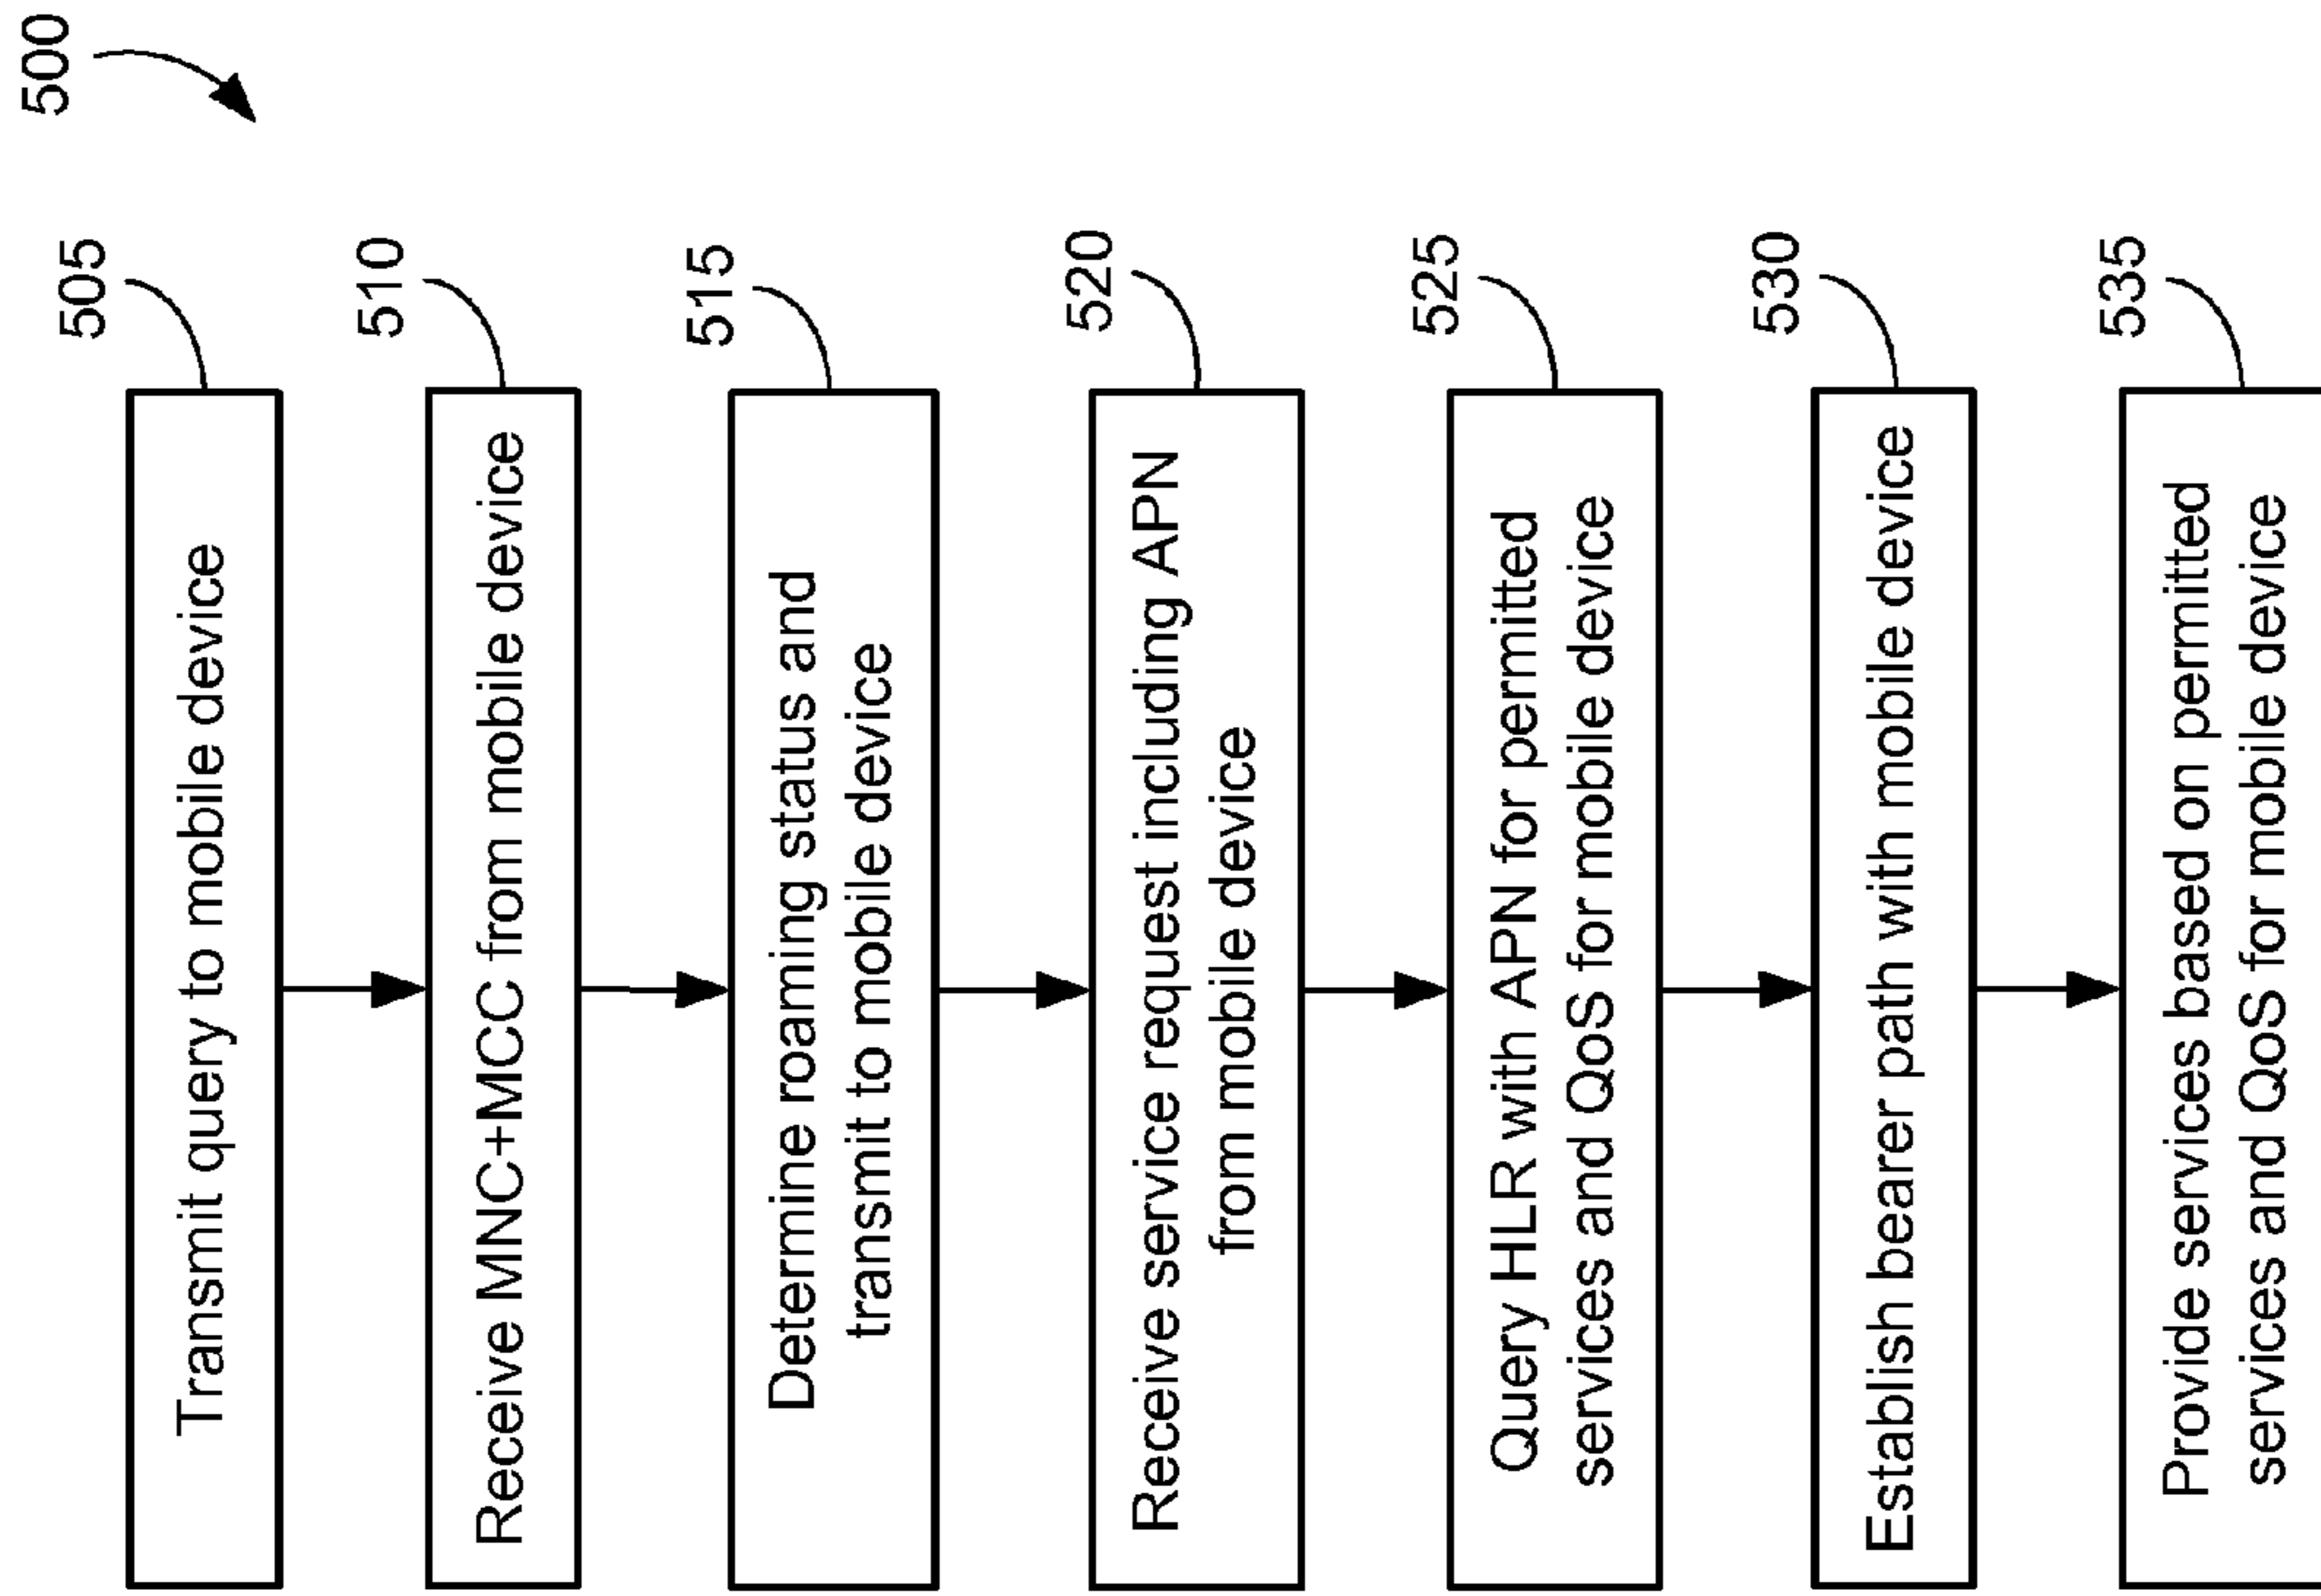 500
505
Transmit query to mobile device
510
Receive MNC+MCC from mobile device
515
Determine roaming status and
transmit to mobile device
520
Receive service request including APN
from mobile device
525
Query HLR with APN for permitted
services and QoS for mobile device
530
Establish bearer path with mobile device
535
Provide services based on permitted
services and QoS for mobile device